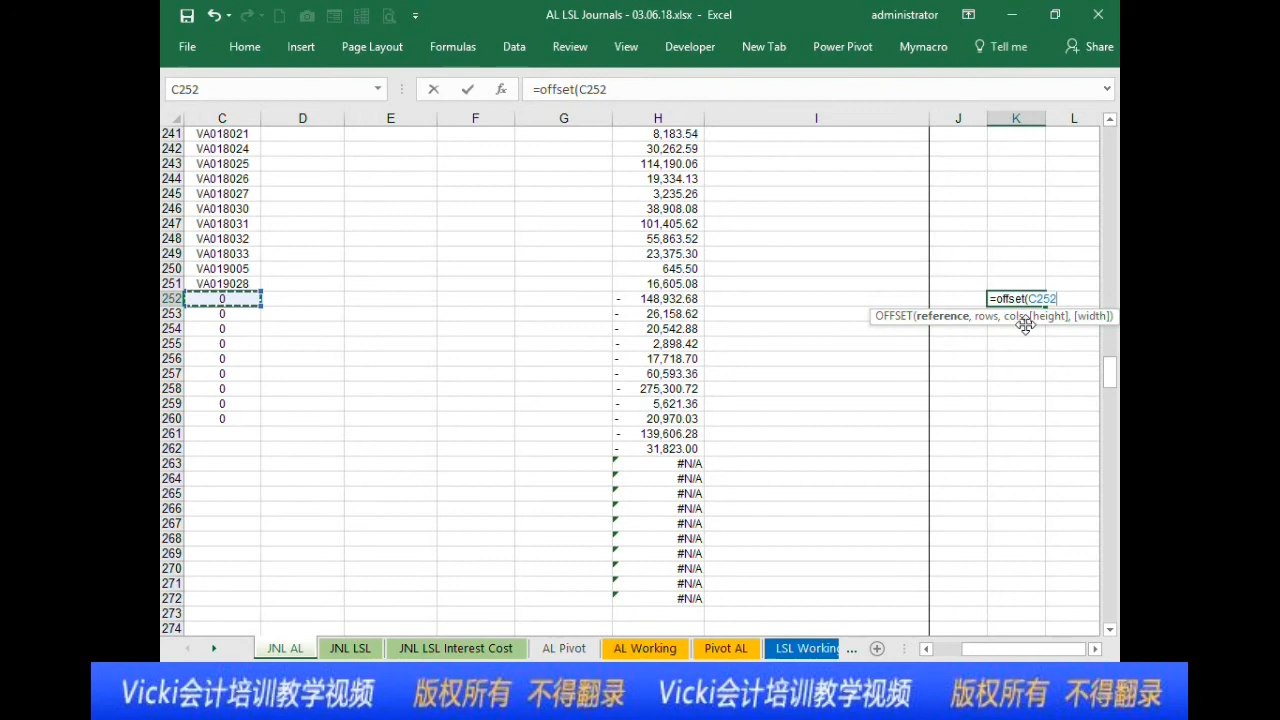 AL LSL Journals - 03.06.18.xlsx - Excel
administrator
File Home Insert Page Layout Formulas Data Review View Developer New Tab Power Pivot Mymacro Tell me Share
C252 fx =offset(C252
C D E F G H I J K L
241 VA018021 8,183.54
242 VA018024 30,262.59
243 VA018025 114,190.06
244 VA018026 19,334.13
245 VA018027 3,235.26
246 VA018030 38,908.08
247 VA018031 101,405.62
248 VA018032 55,863.52
249 VA018033 23,375.30
250 VA019005 645.50
251 VA019028 16,605.08
252 0 - 148,932.68 =offset(C252
253 0 - 26,158.62 OFFSET(reference, rows, cols, [height], [width])
254 0 - 20,542.88
255 0 - 2,898.42
256 0 - 17,718.70
257 0 - 60,593.36
258 0 - 275,300.72
259 0 - 5,621.36
260 0 - 20,970.03
261 - 139,606.28
262 - 31,823.00
263 #N/A
264 #N/A
265 #N/A
266 #N/A
267 #N/A
268 #N/A
269 #N/A
270 #N/A
271 #N/A
272 #N/A
273
274
JNL AL JNL LSL JNL LSL Interest Cost AL Pivot AL Working Pivot AL LSL Working ...
Vicki会计培训教学视频 版权所有 不得翻录 Vicki会计培训教学视频 版权所有 不得翻录